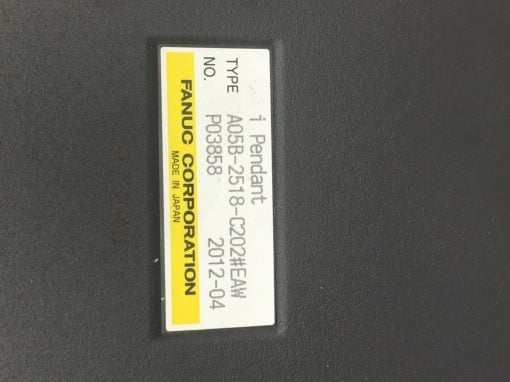 i Pendant
TYPE A05B-2518-C202#EAW
NO. P03858 2012-04
FANUC CORPORATION
MADE IN JAPAN